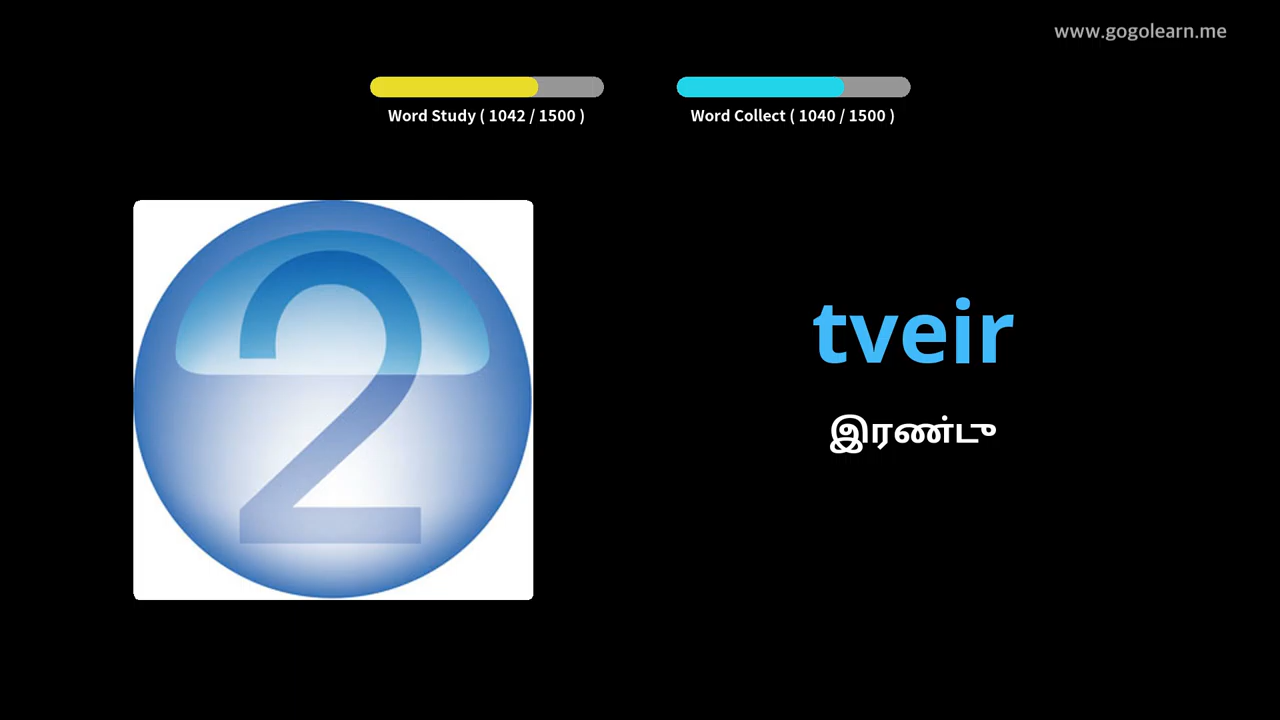 www.gogolearn.me
Word Study ( 1042 / 1500 )
Word Collect ( 1040 / 1500 )
2
tveir
இரண்டு